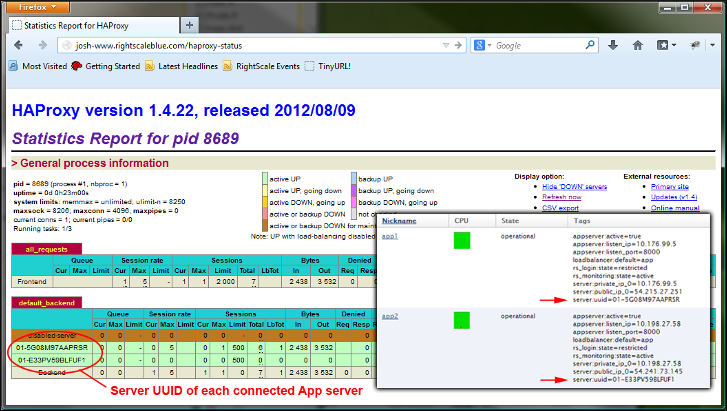 Firefox
Statistics Report for HAProxy
josh-www.rightscaleblue.com/haproxy-status
Google
Most Visited Getting Started Latest Headlines RightScale Events TinyURL!
HAProxy version 1.4.22, released 2012/08/09
Statistics Report for pid 8689
> General process information
pid = 8689 (process #1, nbproc = 1)
uptime = 0d 0h23m00s
system limits: memmax = unlimited; ulimit-n = 8250
maxsock = 8206; maxconn = 4096; maxpipes = 0
current conns = 1; current pipes = 0/0
Running tasks: 1/3
active UP backup UP
active UP, going down backup UP, going down
active DOWN, going up backup DOWN, going up
active or backup DOWN not
active or backup DOWN for
Note: UP with load-balancing disabled
Display option:
Hide 'DOWN' servers
Refresh now
CSV export
External resources:
Primary site
Updates (v1.4)
Online manual
all_requests
Queue Session rate Sessions Bytes Denied
Cur Max Limit Cur Max Limit Cur Max Limit Total LbTot In Out Req
Frontend 1 5 - 1 1 2 000 7 2 438 3 532 0
default_backend
Queue Session rate Sessions Bytes Denied
Cur Max Limit Cur Max Limit Cur Max Limit Total LbTot In Out Req
Disabled-server 0 0 - 0 0 0 0 0 0 0 0
01-5G08M97AAPRSR 0 0 - 0 5 0 1 500 6 1 2 438 3 532
01-E33PV59BLFUF1 0 0 - 0 0 0 0 500 0 0 0 0
Backend 0 0 0 5 0 1 0 7 1 2 438 3 532 0
Server UUID of each connected App server
Nickname CPU State Tags
app1 operational appserver:active=true
appserver:listen_ip=10.176.99.5
appserver:listen_port=8000
loadbalancer:default=app
rs_login:state=restricted
rs_monitoring:state=active
server:private_ip_0=10.176.99.5
server:public_ip_0=54.215.27.251
server:uuid=01-5G08M97AAPRSR
app2 operational appserver:active=true
appserver:listen_ip=10.198.27.58
appserver:listen_port=8000
loadbalancer:default=app
rs_login:state=restricted
rs_monitoring:state=active
server:private_ip_0=10.198.27.58
server:public_ip_0=54.241.73.145
server:uuid=01-E33PV59BLFUF1